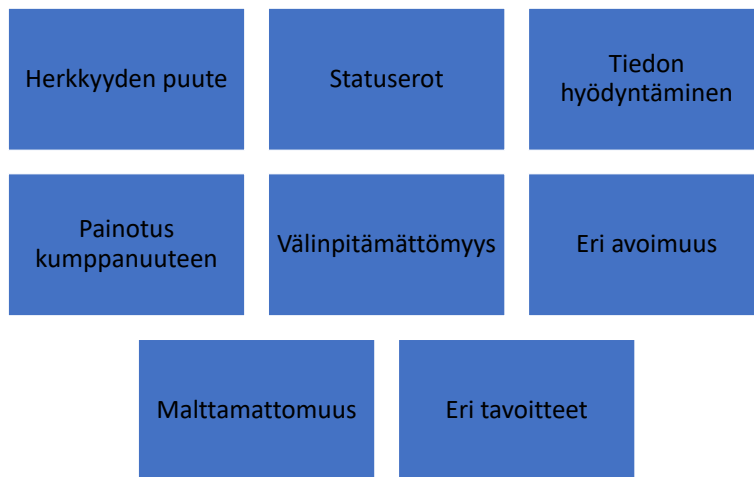 Herkkyyden puute
Statuserot
Tiedon
hyödyntäminen
Painotus
kumppanuuteen
Välinpitämättömyys
Eri avoimuus
Malttamattomuus
Eri tavoitteet